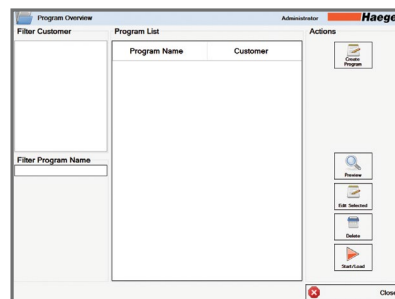 Program Overview
Administrator
Haege
Filter Customer
Program List
Actions
Program Name
Customer
Create
Program
Filter Program Name
Preview
Edit Selected
Delete
Start/Load
Close